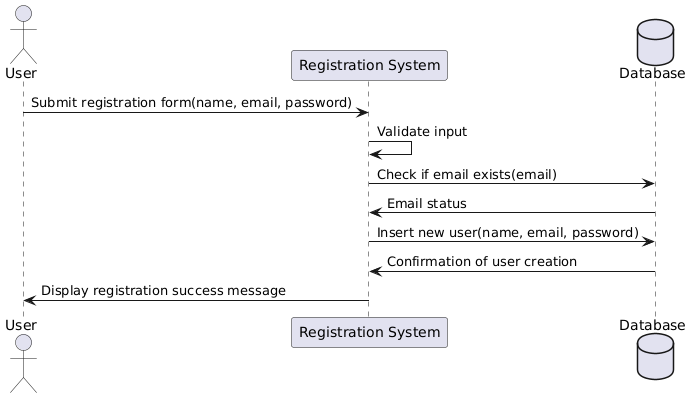 User
Registration System
Database
Submit registration form(name, email, password)
Validate input
Check if email exists(email)
Email status
Insert new user(name, email, password)
Confirmation of user creation
Display registration success message
User
Registration System
Database